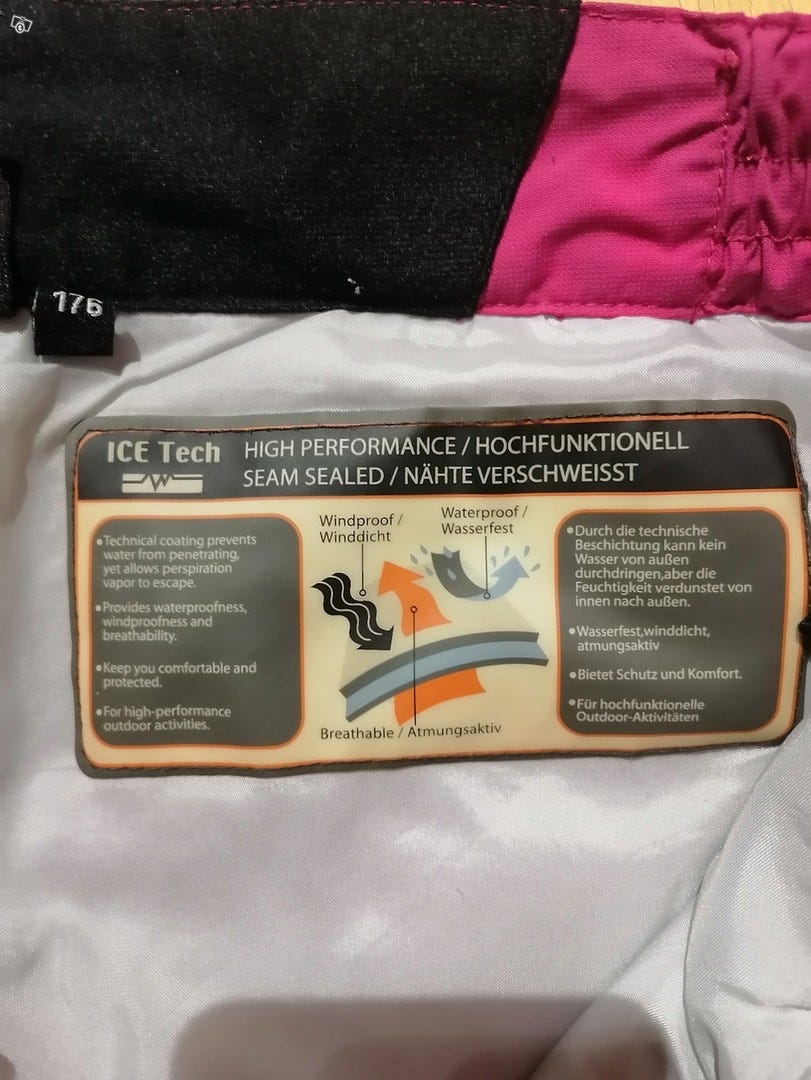 176
ICE Tech
HIGH PERFORMANCE / HOCHFUNKTIONELL
SEAM SEALED / NÄHTE VERSCHWEISST
•Technical coating prevents
water from penetrating,
yet allows perspiration
vapor to escape.
•Provides waterproofness,
windproofness and
breathability.
•Keep you comfortable and
protected.
•For high-performance
outdoor activities.
Windproof /
Winddicht
Waterproof /
Wasserfest
Breathable / Atmungsaktiv
•Durch die technische
Beschichtung kann kein
Wasser von außen
durchdringen,aber die
Feuchtigkeit verdunstet von
innen nach außen.
•Wasserfest,winddicht,
atmungsaktiv
•Bietet Schutz und Komfort.
•Für hochfunktionelle
Outdoor-Aktivitäten